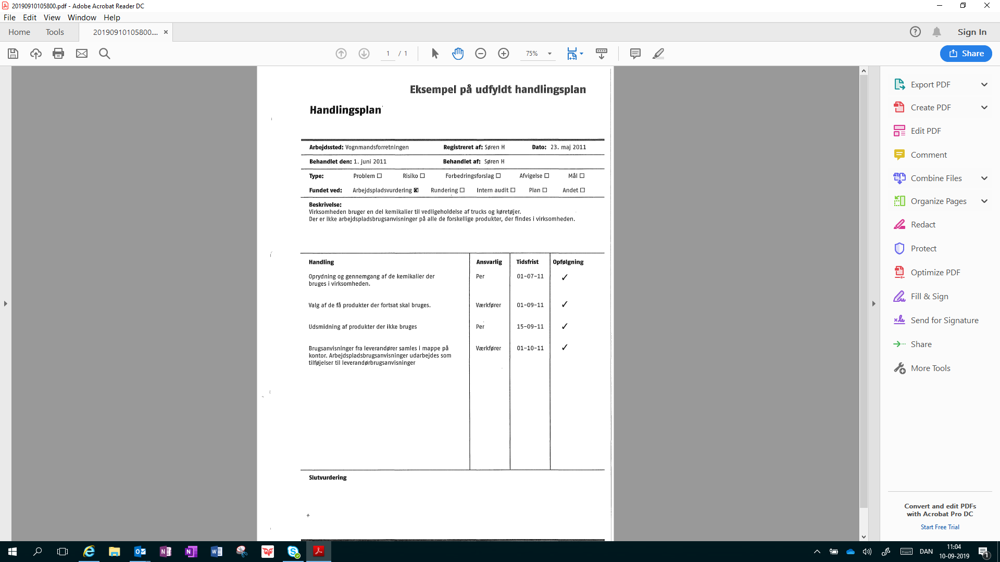 20190910105800.pdf - Adobe Acrobat Reader DC
File Edit View Window Help
Home Tools 20190910105800.... × Sign In
1 / 1 75% Share
Eksempel på udfyldt handlingsplan
Handlingsplan
Arbejdssted: Vognmandsforretningen Registreret af: Søren H Dato: 23. maj 2011
Behandlet den: 1. juni 2011 Behandlet af: Søren H
Type: Problem ☐ Risiko ☐ Forbedringsforslag ☐ Afvigelse ☐ Mål ☐
Fundet ved: Arbejdspladsvurdering ☒ Rundering ☐ Intern audit ☐ Plan ☐ Andet ☐
Beskrivelse:
Virksomheden bruger en del kemikalier til vedligeholdelse af trucks og køretøjer.
Der er ikke arbejdspladsbrugsanvisninger på alle de forskellige produkter, der findes i virksomheden.
Handling Ansvarlig Tidsfrist Opfølgning
Oprydning og gennemgang af de kemikalier der Per 01-07-11 ✓
bruges i virksomheden.
Valg af de få produkter der fortsat skal bruges. Værkfører 01-09-11 ✓
Udsmidning af produkter der ikke bruges Per 15-09-11 ✓
Brugsanvisninger fra leverandører samles i mappe på Værkfører 01-10-11 ✓
kontor. Arbejdspladsbrugsanvisninger udarbejdes som
tilføjelser til leverandørbrugsanvisninger
Slutvurdering
Export PDF
Create PDF
Edit PDF
Comment
Combine Files
Organize Pages
Redact
Protect
Optimize PDF
Fill & Sign
Send for Signature
Share
More Tools
Convert and edit PDFs
with Acrobat Pro DC
Start Free Trial
DAN
11:04
10-09-2019
1